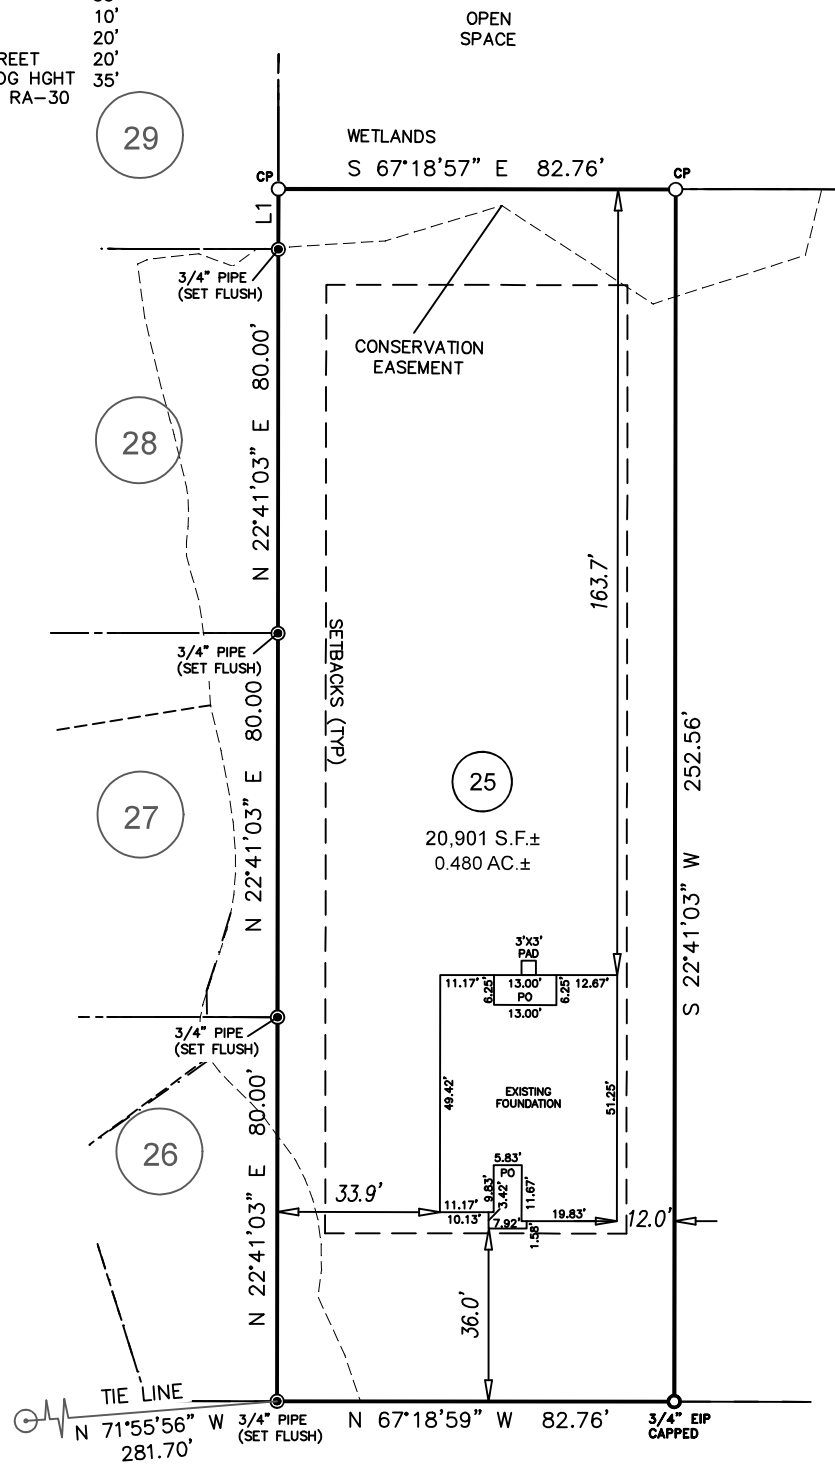 10'
20'
REET 20'
DG HGHT 35'
RA-30
OPEN
SPACE
29
WETLANDS
S 67°18'57" E 82.76'
CP
CP
L1
3/4" PIPE
(SET FLUSH)
CONSERVATION
EASEMENT
N 22°41'03" E 80.00'
28
163.7'
SETBACKS (TYP)
3/4" PIPE
(SET FLUSH)
N 22°41'03" E 80.00'
252.56'
S 22°41'03" W
25
20,901 S.F.±
0.480 AC.±
27
3'X3'
PAD
11.17'
6.25'
13.00'
PO
13.00'
6.25'
12.67'
3/4" PIPE
(SET FLUSH)
49.42'
EXISTING
FOUNDATION
51.25'
N 22°41'03" E 80.00'
26
5.83'
PO
9.83'
3.42'
11.67'
33.9'
11.17'
10.13'
7.92'
1.58'
19.83'
12.0'
36.0'
TIE LINE
N 71°55'56" W
281.70'
3/4" PIPE
(SET FLUSH)
N 67°18'59" W 82.76'
3/4" EIP
CAPPED